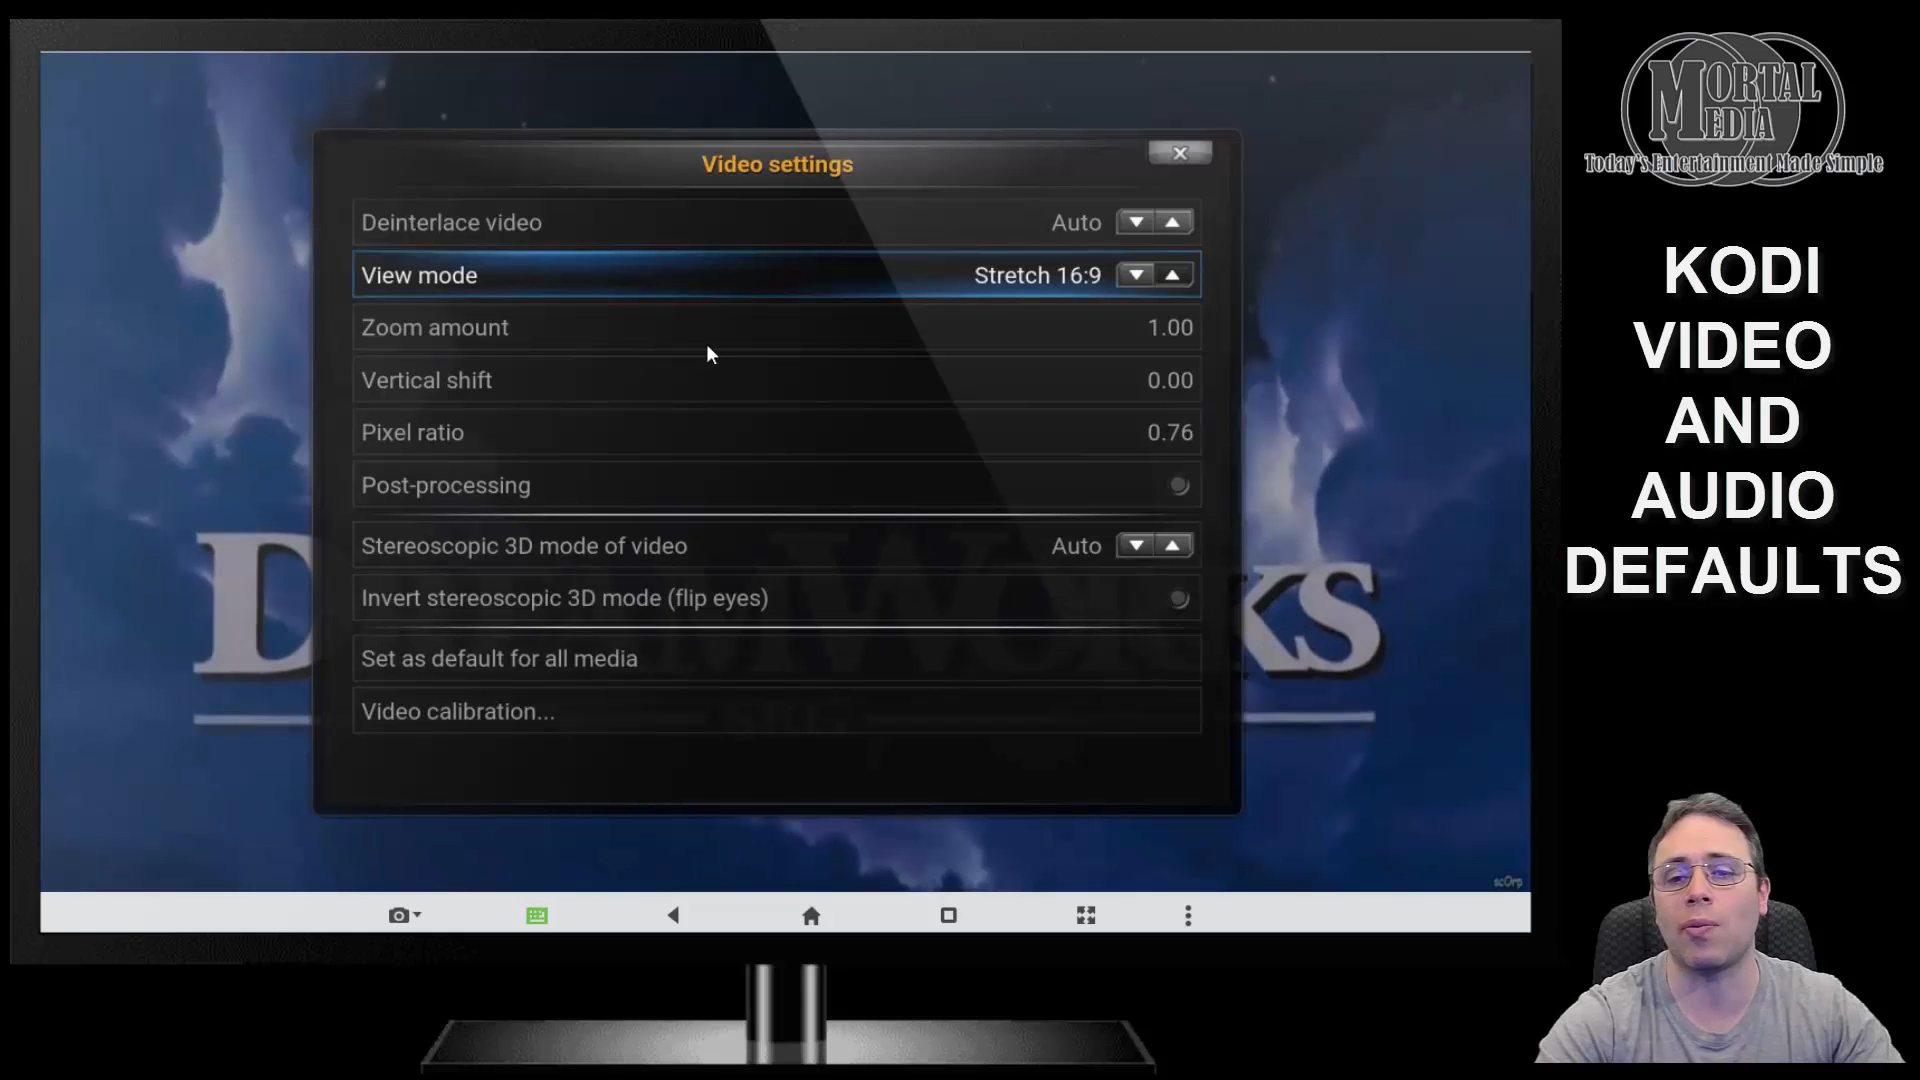 MORTAL
MEDIA
Today's Entertainment Made Simple
KODI
VIDEO
AND
AUDIO
DEFAULTS
Video settings
Deinterlace video Auto
View mode Stretch 16:9
Zoom amount 1.00
Vertical shift 0.00
Pixel ratio 0.76
Post-processing
Stereoscopic 3D mode of video Auto
Invert stereoscopic 3D mode (flip eyes)
Set as default for all media
Video calibration...
DREAMWORKS
scOrp